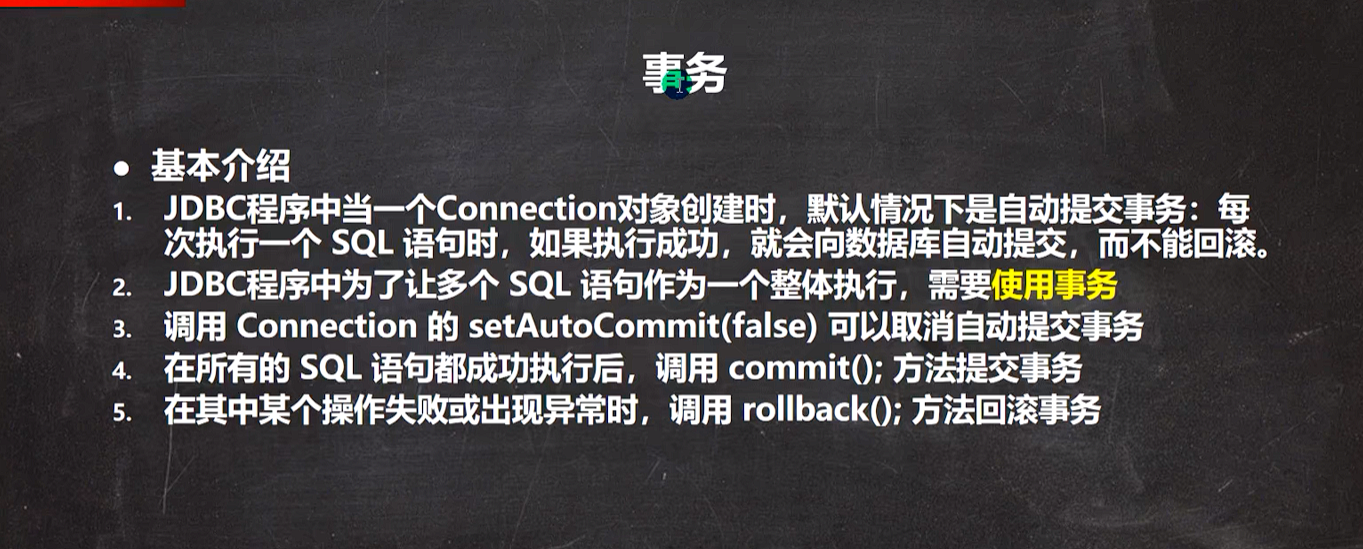 事务
● 基本介绍
1. JDBC程序中当一个Connection对象创建时，默认情况下是自动提交事务：每
次执行一个 SQL 语句时，如果执行成功，就会向数据库自动提交，而不能回滚。
2. JDBC程序中为了让多个 SQL 语句作为一个整体执行，需要使用事务
3. 调用 Connection 的 setAutoCommit(false) 可以取消自动提交事务
4. 在所有的 SQL 语句都成功执行后，调用 commit(); 方法提交事务
5. 在其中某个操作失败或出现异常时，调用 rollback(); 方法回滚事务